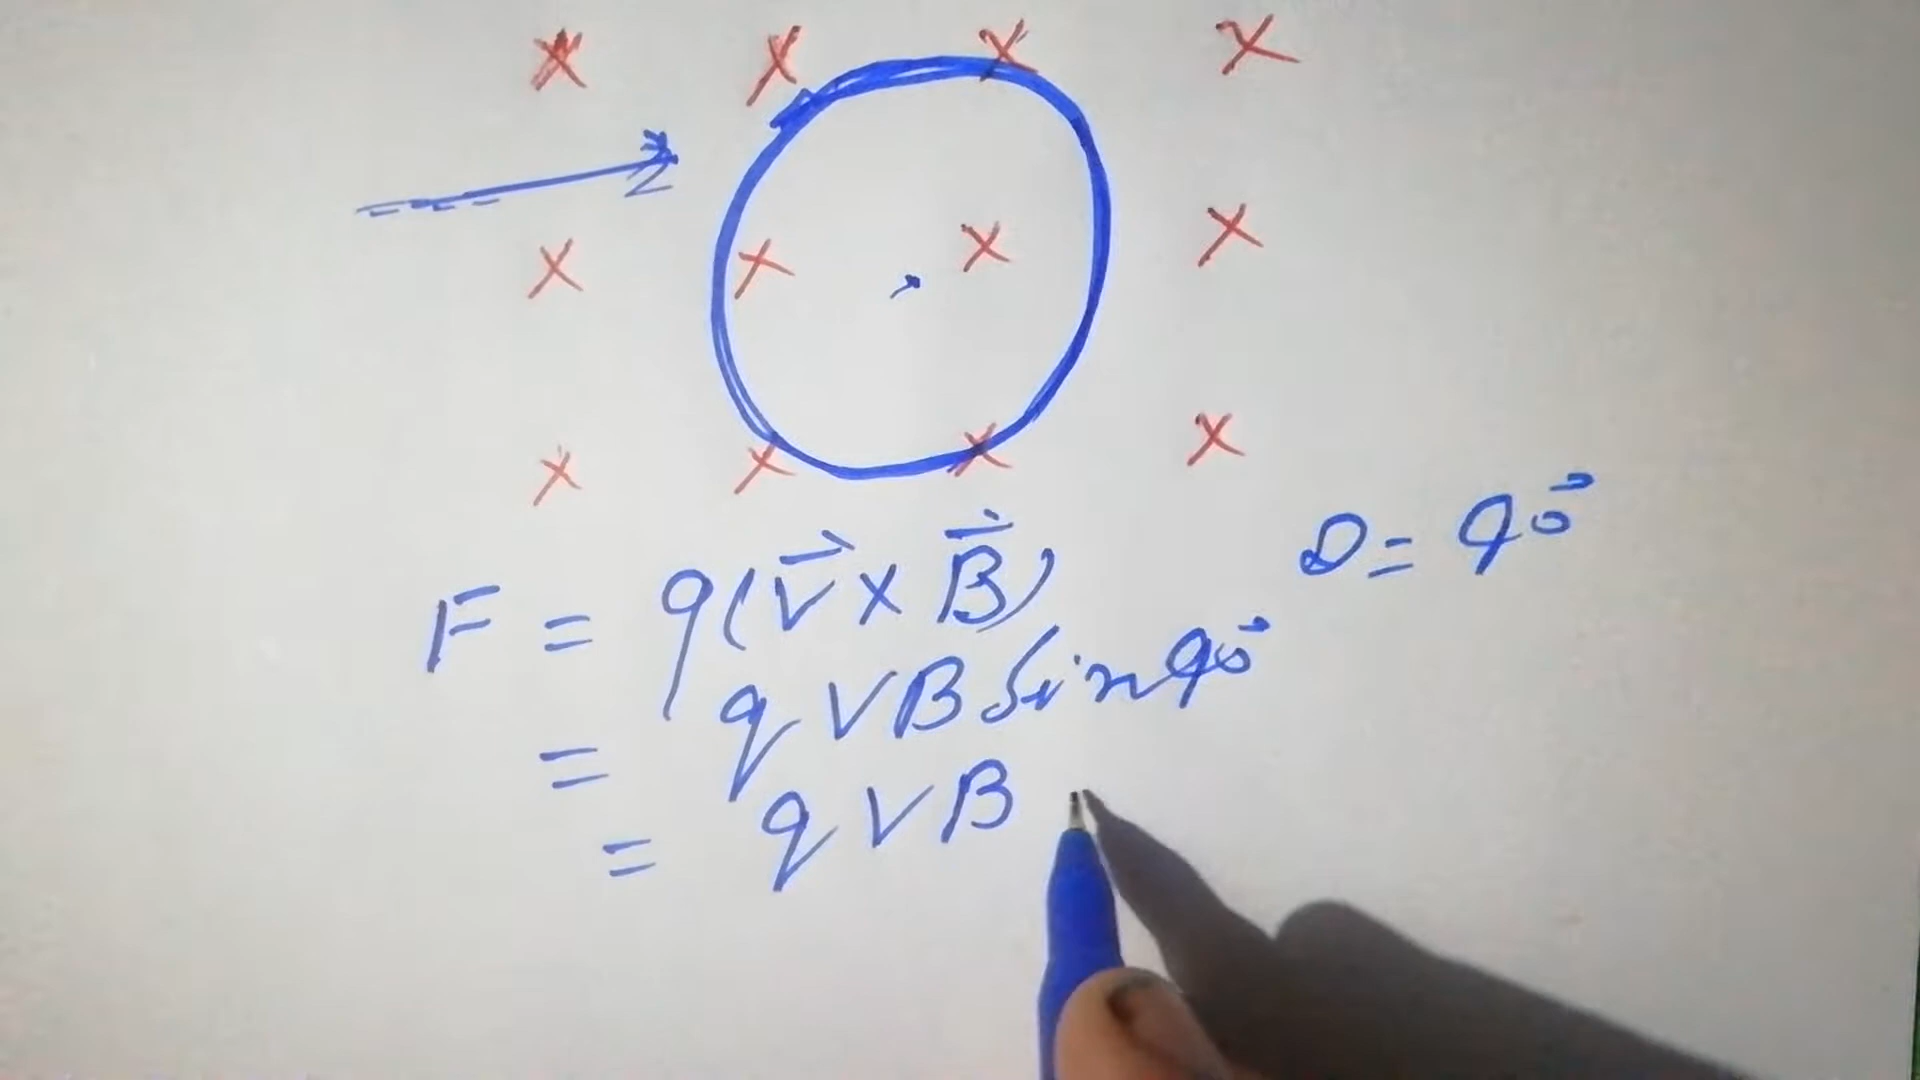 x x x x
x x x x
x x x x
θ = 90°
F = q(v⃗ × B⃗)
= qVB Sin90°
= qVB